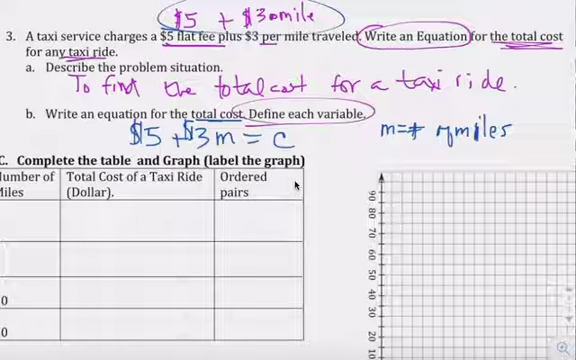 $5 + $3 mile
3. A taxi service charges a $5 flat fee plus $3 per mile traveled. Write an Equation for the total cost
for any taxi ride.
a. Describe the problem situation.
To find the total cost for a taxi ride.
b. Write an equation for the total cost. Define each variable.
$5 + $3 m = c
m = # of miles
C. Complete the table and Graph (label the graph)
Number of Total Cost of a Taxi Ride Ordered
Miles (Dollar). pairs
0
0
90
80
70
60
50
40
30
20
10